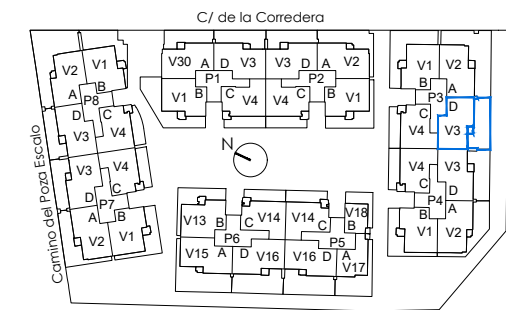 C/ de la Corredera
Camino del Poza Escalo
V2 V1
A B
P8
D C
V3 V4
V3 V4
D C
P7
A B
V2 V1
V30 A D V3
P1
V1 B C V4
V3 D A V2
P2
V4 C B V1
V1 V2
B A
P3
C D
V4 V3
V4 V3
C D
P4
B A
V1 V2
N
V13 B C V14
P6
V15 A D V16
V14 C B V18
P5
V16 D A V17